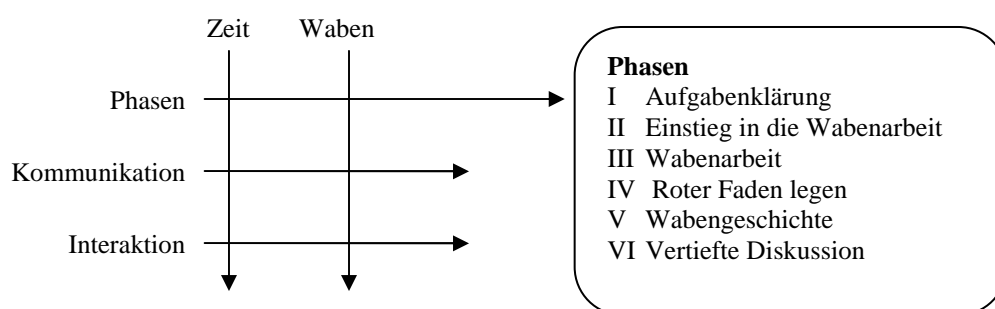 Zeit Waben
Phasen
Kommunikation
Interaktion
Phasen
I Aufgabenklärung
II Einstieg in die Wabenarbeit
III Wabenarbeit
IV Roter Faden legen
V Wabengeschichte
VI Vertiefte Diskussion